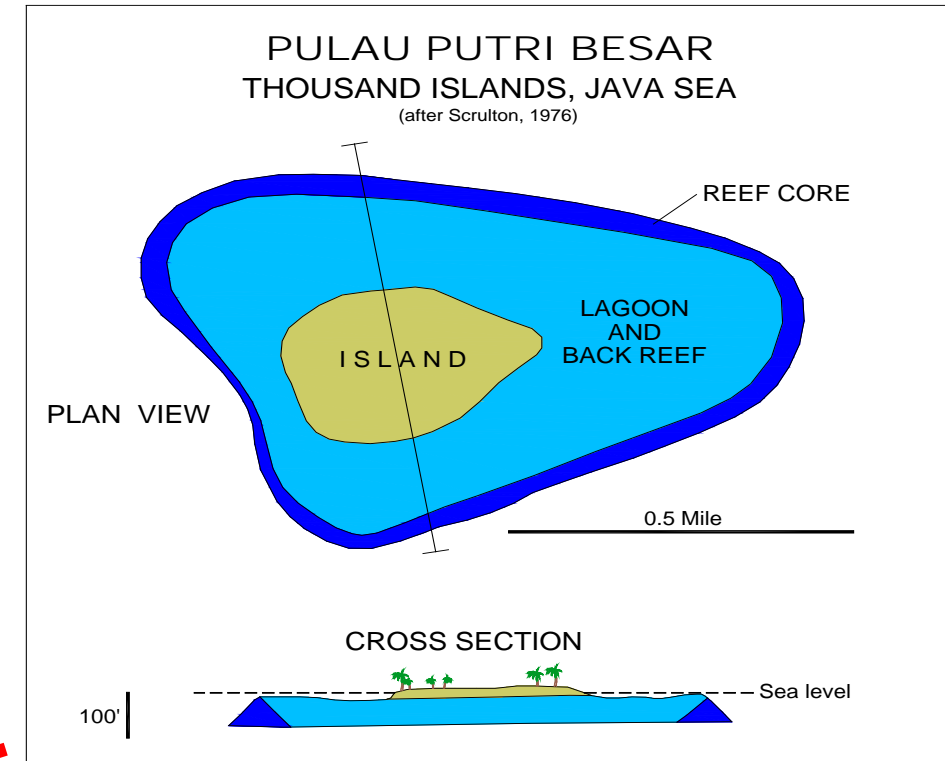 PULAU PUTRI BESAR
THOUSAND ISLANDS, JAVA SEA
(after Scrulton, 1976)
REEF CORE
LAGOON
AND
BACK REEF
ISLAND
PLAN VIEW
0.5 Mile
CROSS SECTION
Sea level
100'